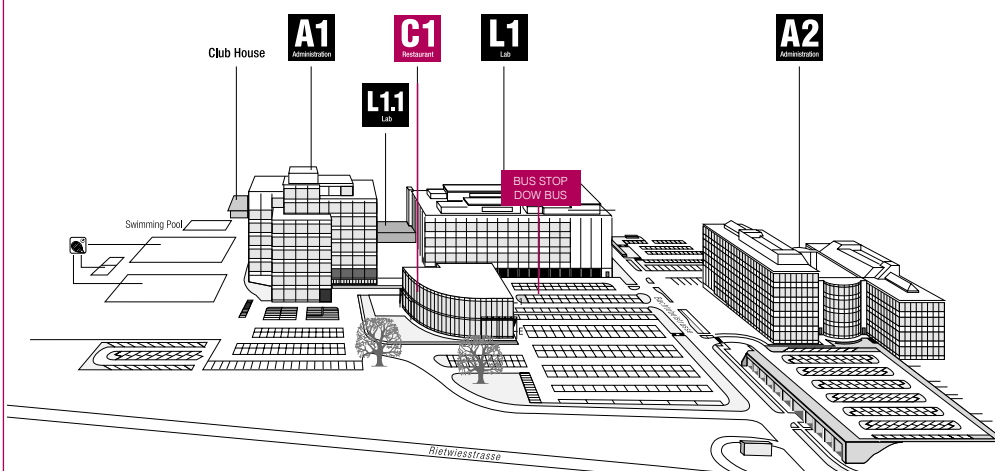 Club House
A1
Administration
C1
Restaurant
L1
Lab
A2
Administration
L1.1
Lab
BUS STOP
DOW BUS
Swimming Pool
E
Rietwiesstrasse